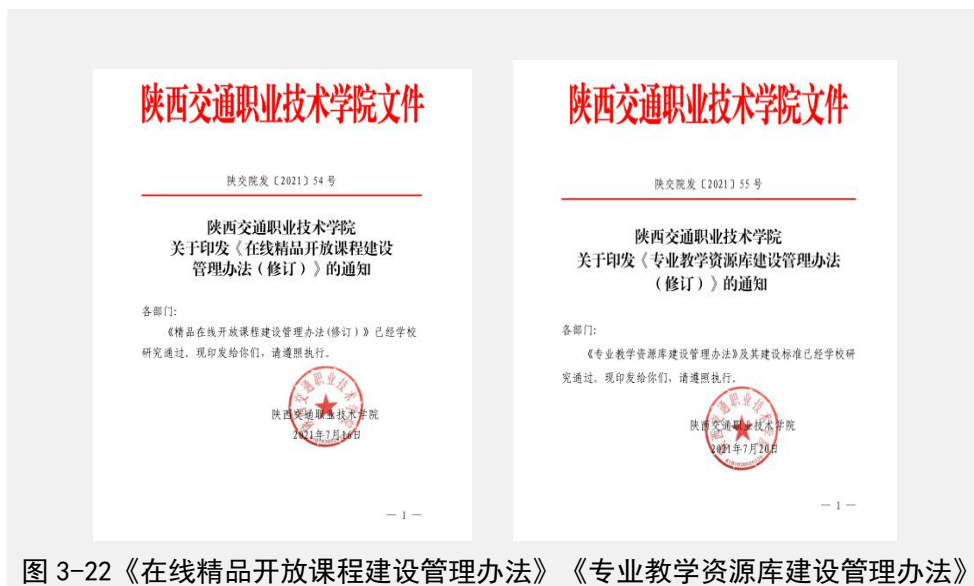 陕西交通职业技术学院文件
陕交院发〔2021〕54 号
陕西交通职业技术学院
关于印发《在线精品开放课程建设
管理办法（修订）》的通知
各部门:
《精品在线开放课程建设管理办法(修订)》已经学校
研究通过．现印发给你们，请遵照执行．
陕西交通职业技术学院
2021年7月16日
— 1 —
陕西交通职业技术学院文件
陕交院发〔2021〕55 号
陕西交通职业技术学院
关于印发《专业教学资源库建设管理办法
（修订）》的通知
各部门:
《专业教学资源库建设管理办法》及其建设标准已经学校研
究通过。现印发给你们，请遵照执行．
陕西交通职业技术学院
2021年7月20日
— 1 —
图 3-22《在线精品开放课程建设管理办法》《专业教学资源库建设管理办法》